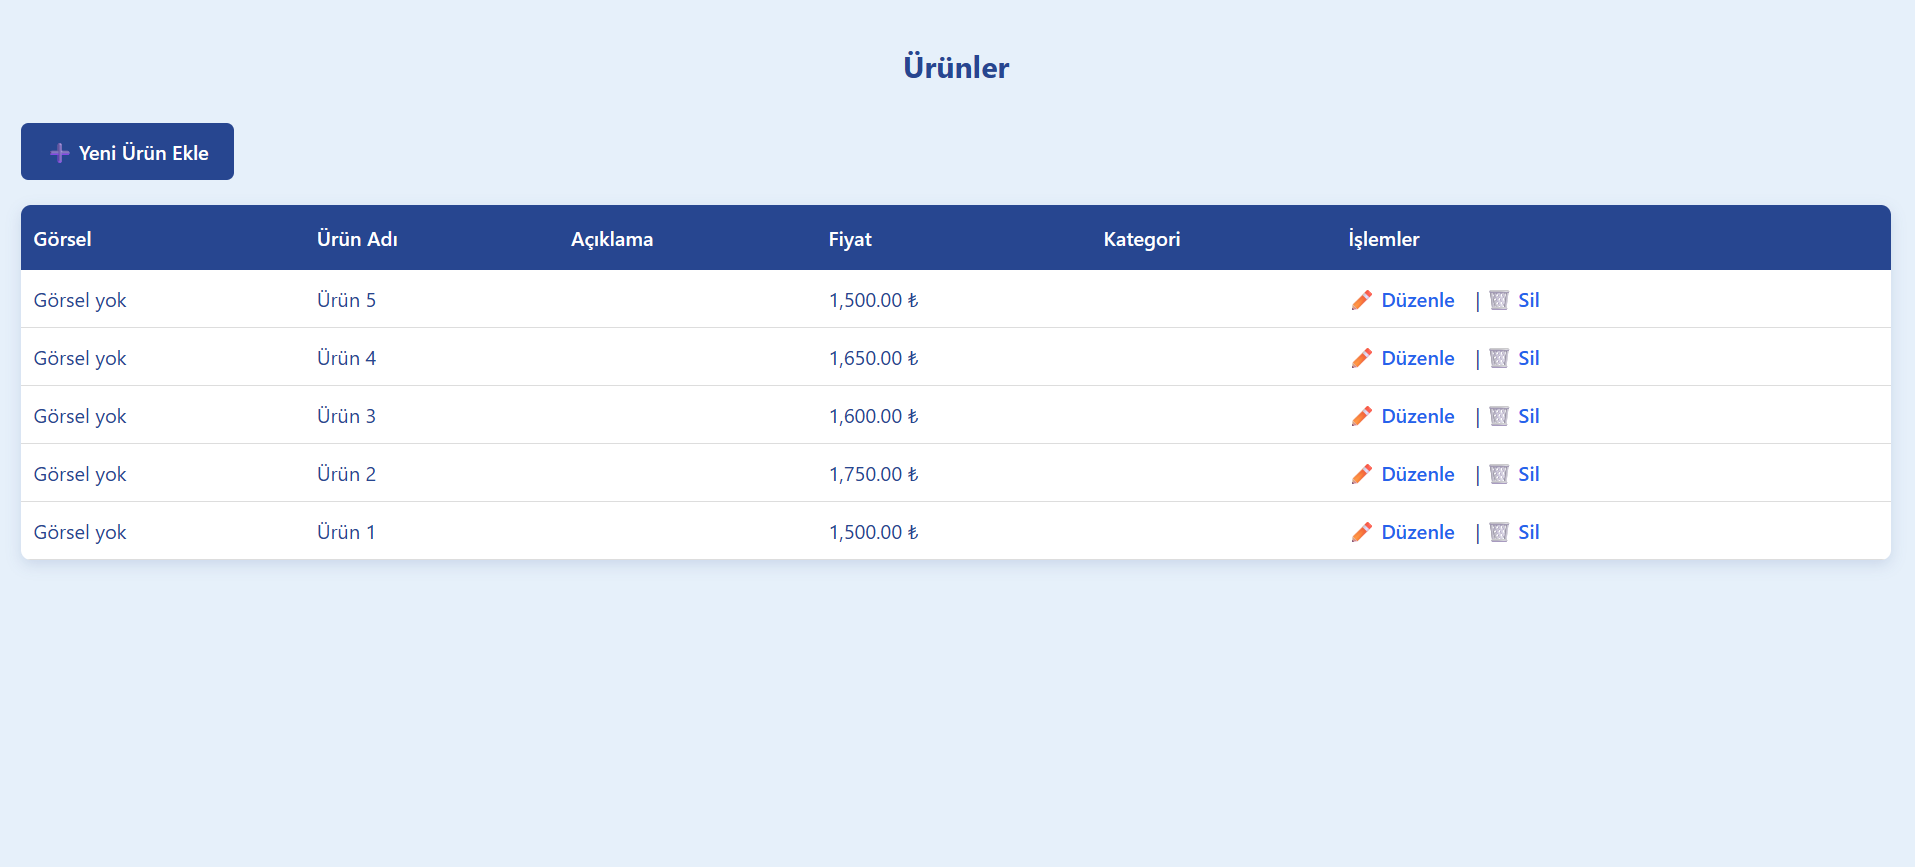 Ürünler
➕ Yeni Ürün Ekle
Görsel Ürün Adı Açıklama Fiyat Kategori İşlemler
Görsel yok Ürün 5 1,500.00 ₺ ✏️ Düzenle | 🗑️ Sil
Görsel yok Ürün 4 1,650.00 ₺ ✏️ Düzenle | 🗑️ Sil
Görsel yok Ürün 3 1,600.00 ₺ ✏️ Düzenle | 🗑️ Sil
Görsel yok Ürün 2 1,750.00 ₺ ✏️ Düzenle | 🗑️ Sil
Görsel yok Ürün 1 1,500.00 ₺ ✏️ Düzenle | 🗑️ Sil